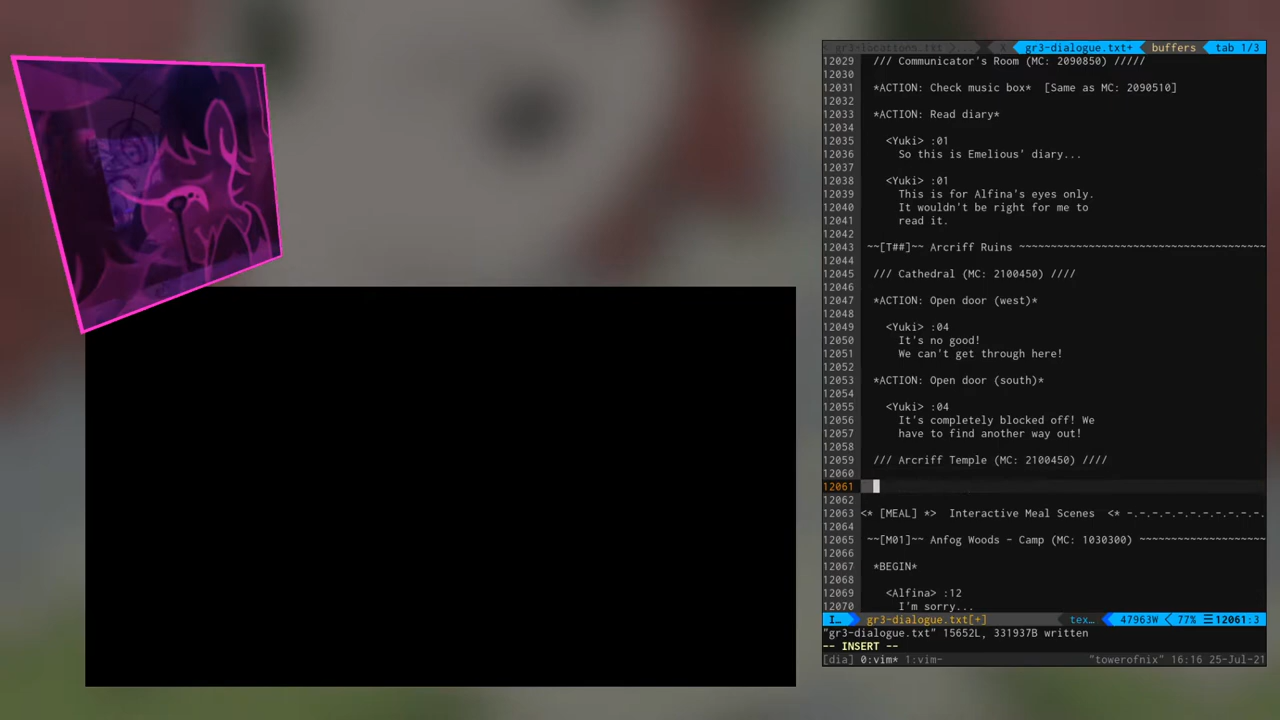 gr3-locations.txt >... X gr3-dialogue.txt+ buffers tab 1/3
12029 /// Communicator's Room (MC: 2090850) /////
12030
12031 *ACTION: Check music box* [Same as MC: 2090510]
12032
12033 *ACTION: Read diary*
12034
12035 <Yuki> :01
12036 So this is Emelious' diary...
12037
12038 <Yuki> :01
12039 This is for Alfina's eyes only.
12040 It wouldn't be right for me to
12041 read it.
12042
12043 ~~[T##]~~ Arcriff Ruins ~~~~~~~~~~~~~~~~~~~~~~~~~~~~~~~~~~~~~~~
12044
12045 /// Cathedral (MC: 2100450) ////
12046
12047 *ACTION: Open door (west)*
12048
12049 <Yuki> :04
12050 It's no good!
12051 We can't get through here!
12052
12053 *ACTION: Open door (south)*
12054
12055 <Yuki> :04
12056 It's completely blocked off! We
12057 have to find another way out!
12058
12059 /// Arcriff Temple (MC: 2100450) ////
12060
12061
12062
12063 <* [MEAL] *> Interactive Meal Scenes <* -.-.-.-.-.-.-.-.-.-.-.
12064
12065 ~~[M01]~~ Anfog Woods - Camp (MC: 1030300) ~~~~~~~~~~~~~~~~~~~~
12066
12067 *BEGIN*
12068
12069 <Alfina> :12
12070 I'm sorry...
I... gr3-dialogue.txt[+] tex... 47963W 77% ☰12061:3
"gr3-dialogue.txt" 15652L, 331937B written
-- INSERT --
[dia] 0:vim* 1:vim- "towerofnix" 16:16 25-Jul-21